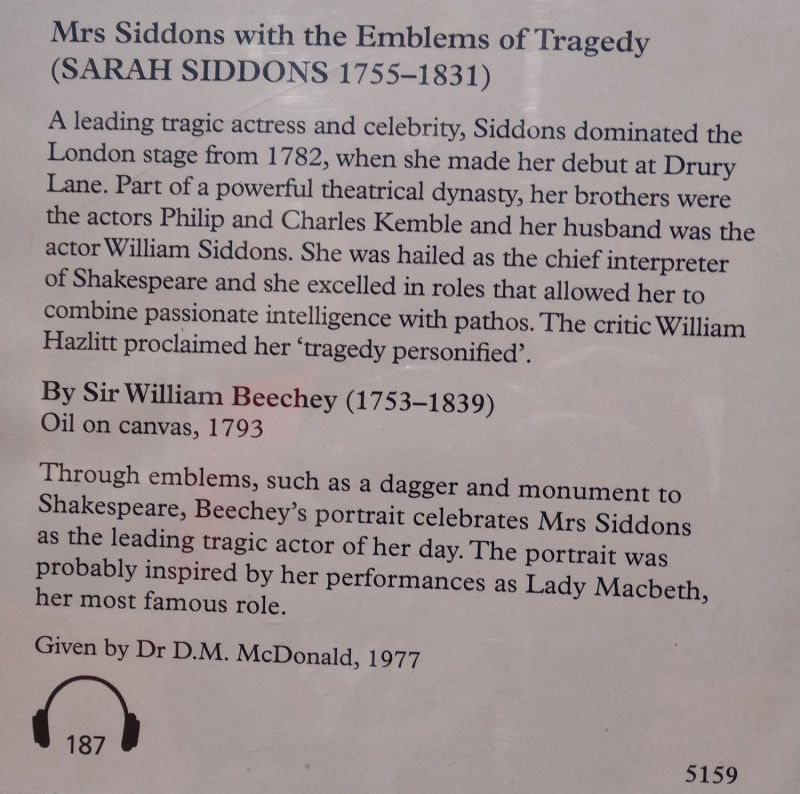 Mrs Siddons with the Emblems of Tragedy
(SARAH SIDDONS 1755–1831)
A leading tragic actress and celebrity, Siddons dominated the
London stage from 1782, when she made her debut at Drury
Lane. Part of a powerful theatrical dynasty, her brothers were
the actors Philip and Charles Kemble and her husband was the
actor William Siddons. She was hailed as the chief interpreter
of Shakespeare and she excelled in roles that allowed her to
combine passionate intelligence with pathos. The critic William
Hazlitt proclaimed her ‘tragedy personified’.
By Sir William Beechey (1753–1839)
Oil on canvas, 1793
Through emblems, such as a dagger and monument to
Shakespeare, Beechey’s portrait celebrates Mrs Siddons
as the leading tragic actor of her day. The portrait was
probably inspired by her performances as Lady Macbeth,
her most famous role.
Given by Dr D.M. McDonald, 1977
187
5159